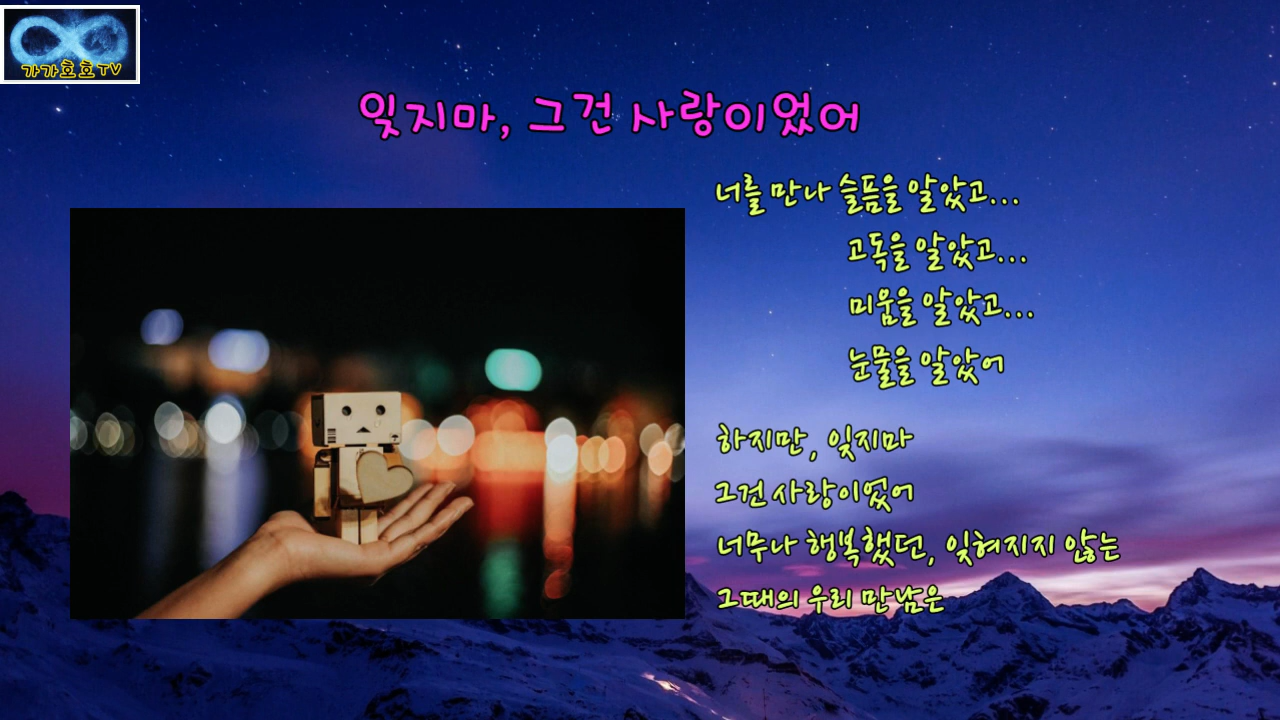 가가호호TV
잊지마, 그건 사랑이었어
너를 만나 슬픔을 알았고...
고독을 알았고...
미움을 알았고...
눈물을 알았어
하지만, 잊지마
그건 사랑이었어
너무나 행복했던, 잊혀지지 않는
그때의 우리 만남은